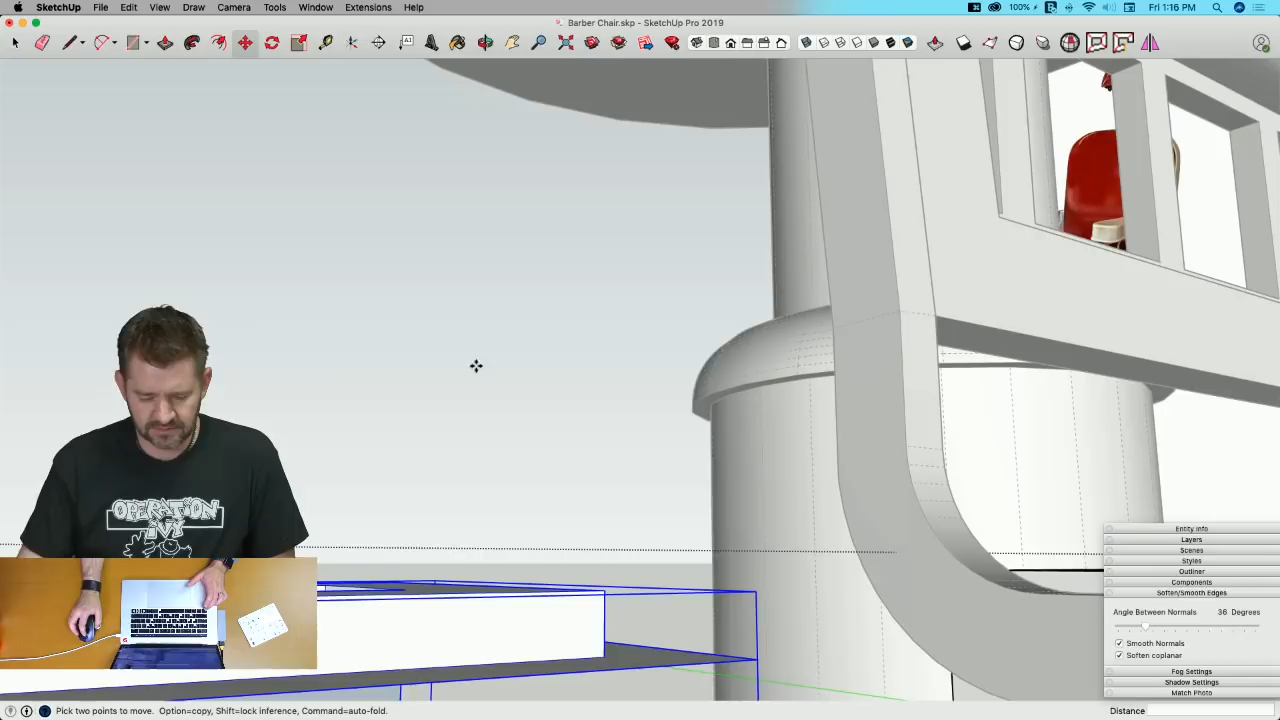 SketchUp File Edit View Draw Camera Tools Window Extensions Help
100% Fri 1:16 PM
Barber Chair.skp - SketchUp Pro 2019
OPERATION
M
Entity Info
Layers
Scenes
Styles
Outliner
Components
Soften/Smooth Edges
Angle Between Normals 36 Degrees
Smooth Normals
Soften coplanar
Fog Settings
Shadow Settings
Match Photo
Pick two points to move. Option=copy, Shift=lock inference, Command=auto-fold.
Distance